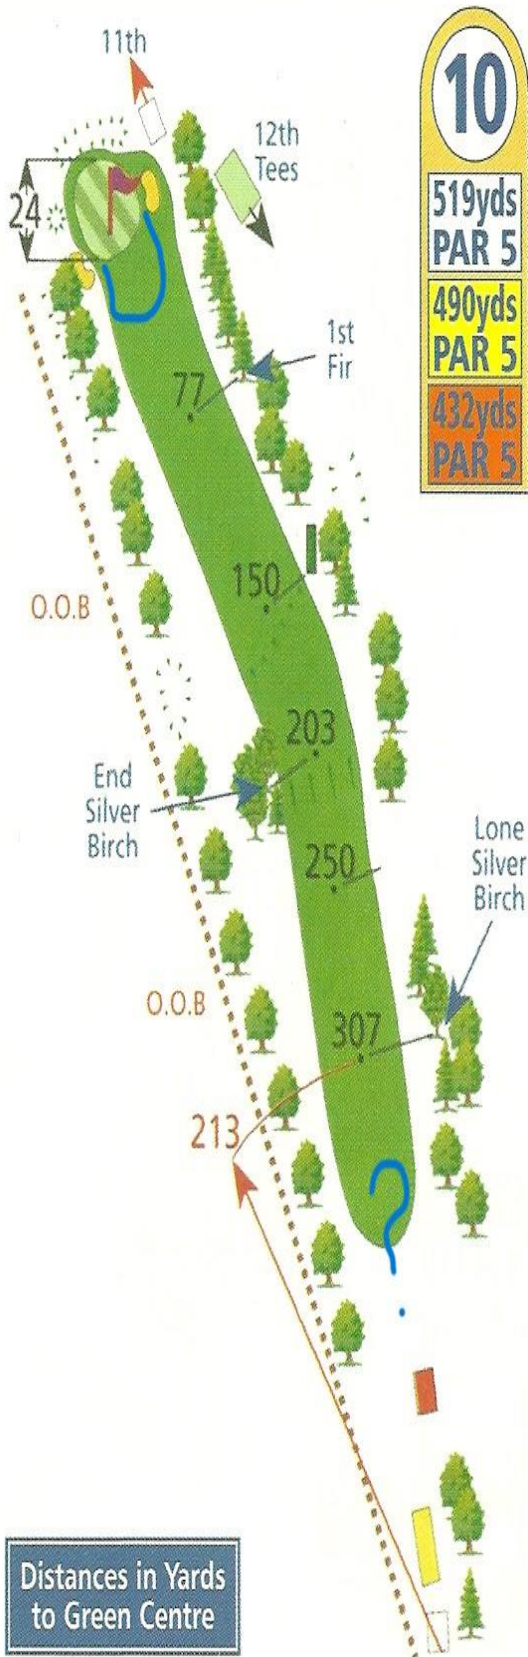 11th
10
12th
Tees
519yds
PAR 5
24
490yds
PAR 5
1st
Fir
432yds
PAR 5
77
150
O.O.B
203
End
Silver
Birch
250
Lone
Silver
Birch
O.O.B
307
213
?
Distances in Yards
to Green Centre